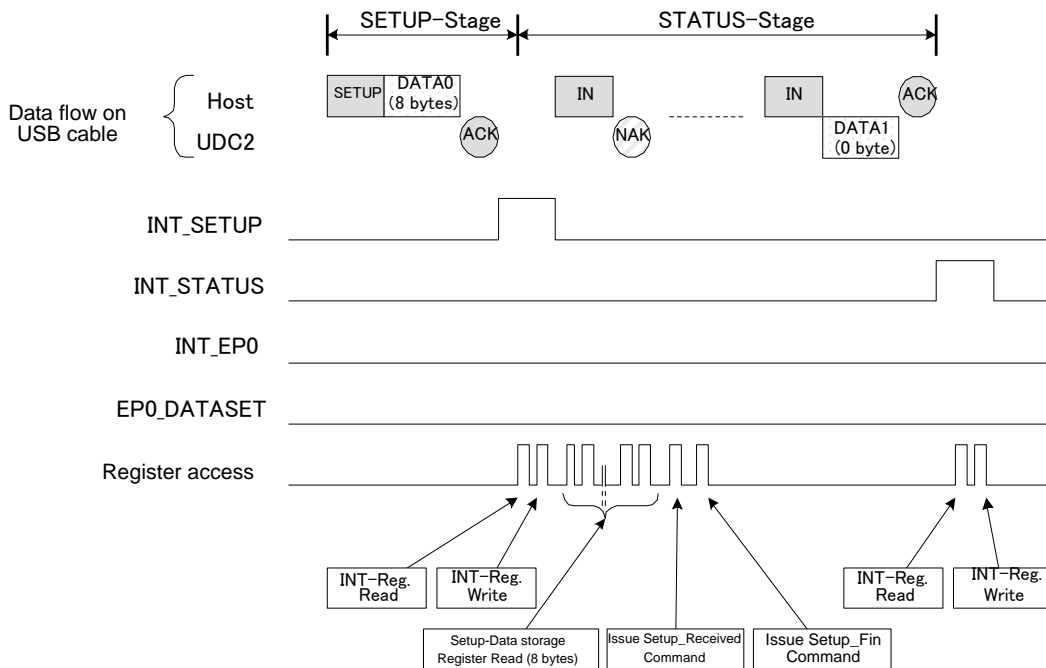 SETUP-Stage
STATUS-Stage
Data flow on
USB cable
Host
UDC2
SETUP
DATA0
(8 bytes)
ACK
IN
NAK
IN
DATA1
(0 byte)
ACK
INT_SETUP
INT_STATUS
INT_EP0
EP0_DATASET
Register access
INT-Reg.
Read
INT-Reg.
Write
INT-Reg.
Read
INT-Reg.
Write
Setup-Data storage
Register Read (8 bytes)
Issue Setup_Received
Command
Issue Setup_Fin
Command